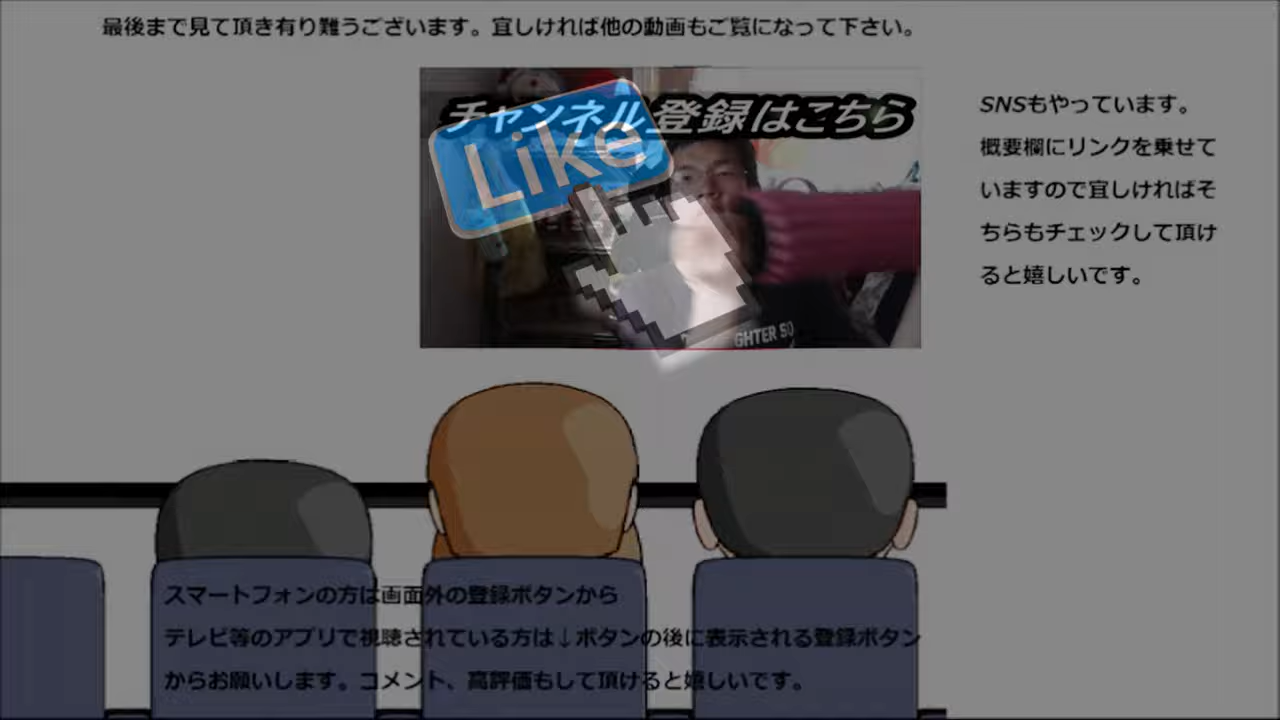 最後まで見て頂き有り難うございます。宜しければ他の動画もご覧になって下さい。
チャンネル登録はこちら
Like
GHTER SO
SNSもやっています。
概要欄にリンクを乗せて
いますので宜しければそ
ちらもチェックして頂け
ると嬉しいです。
スマートフォンの方は画面外の登録ボタンから
テレビ等のアプリで視聴されている方は↓ボタンの後に表示される登録ボタン
からお願いします。コメント、高評価もして頂けると嬉しいです。